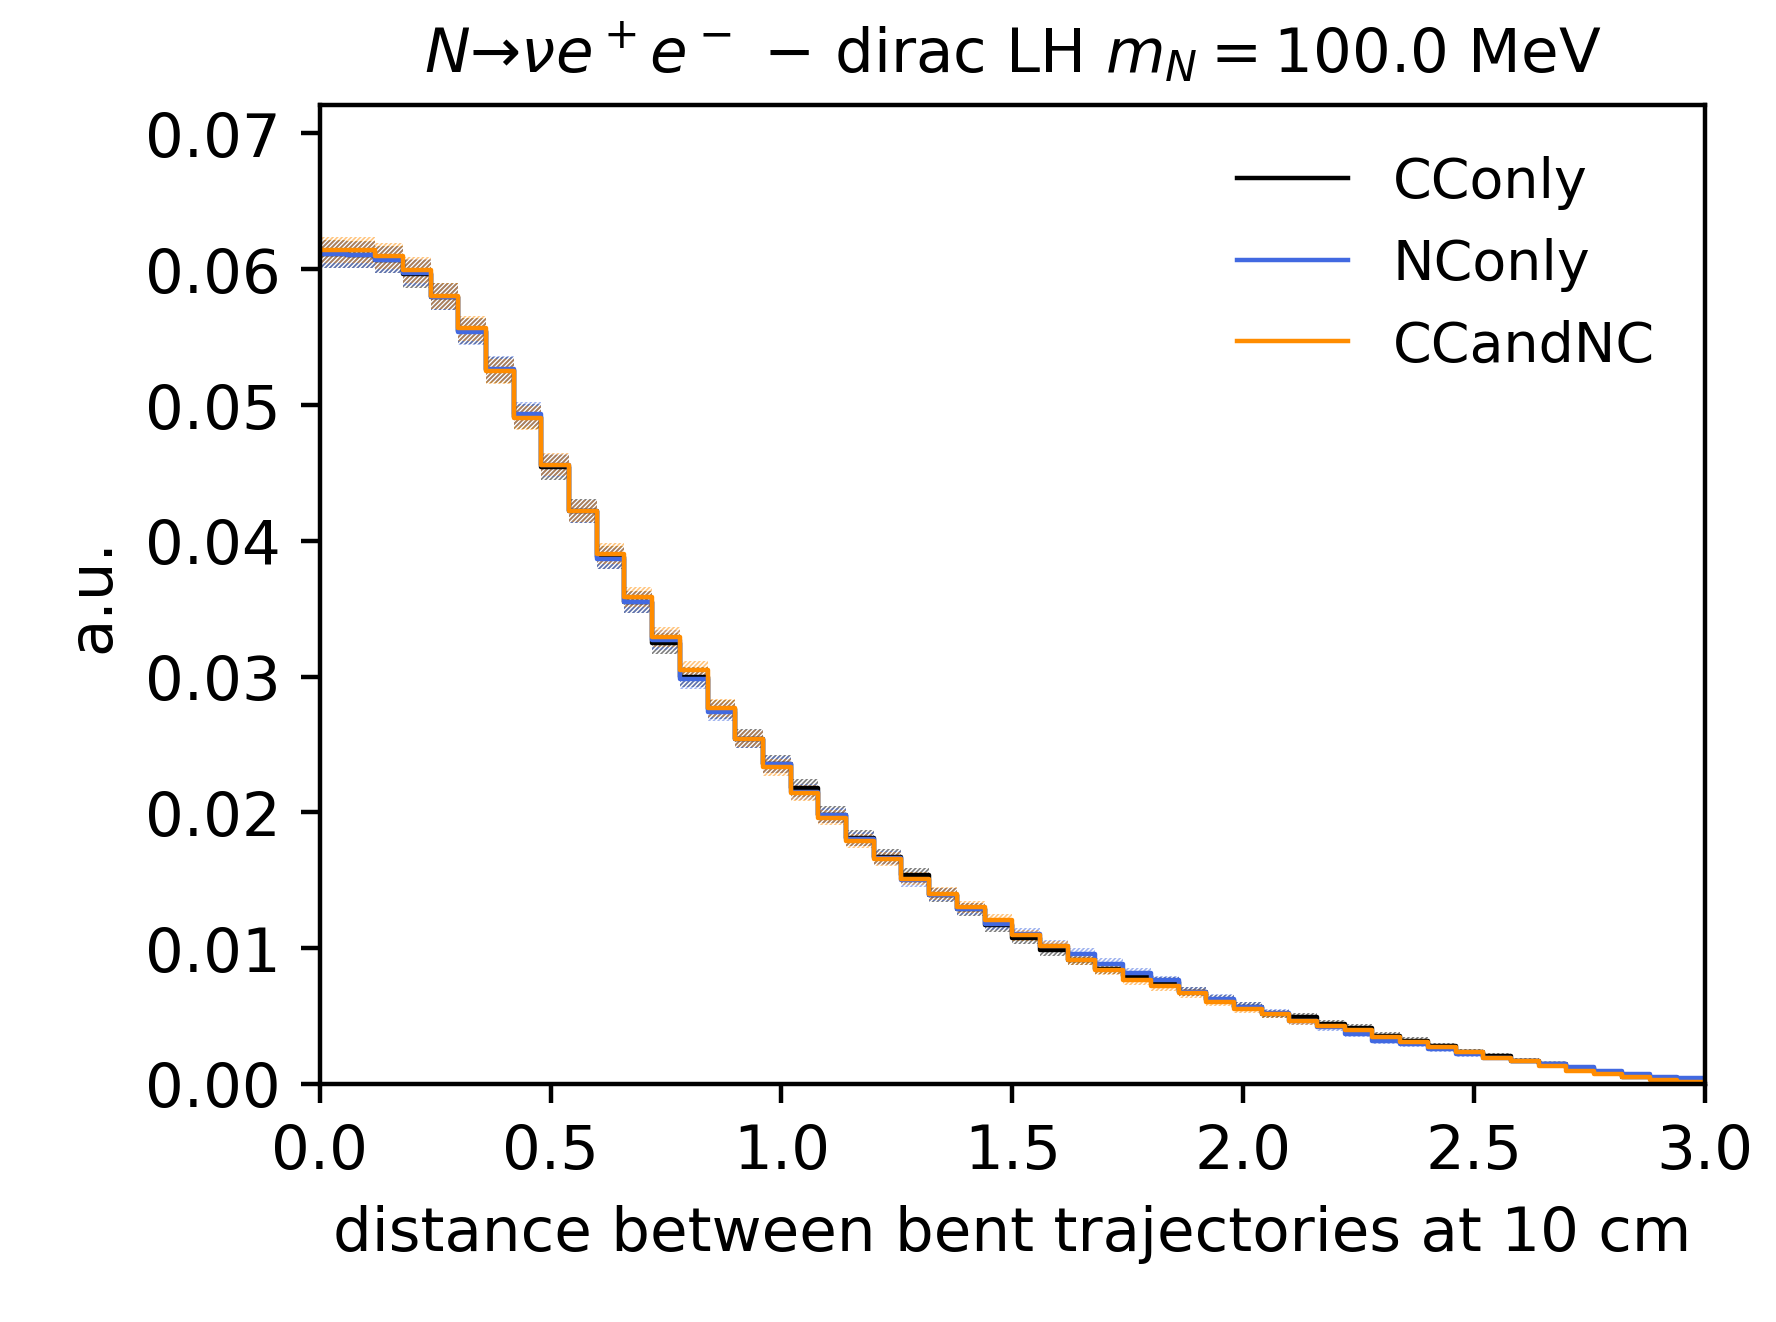 N→νe⁺e⁻ − dirac LH m_N = 100.0 MeV
0.07
0.06
0.05
0.04
0.03
0.02
0.01
0.00
a.u.
CConly
NConly
CCandNC
0.0 0.5 1.0 1.5 2.0 2.5 3.0
distance between bent trajectories at 10 cm